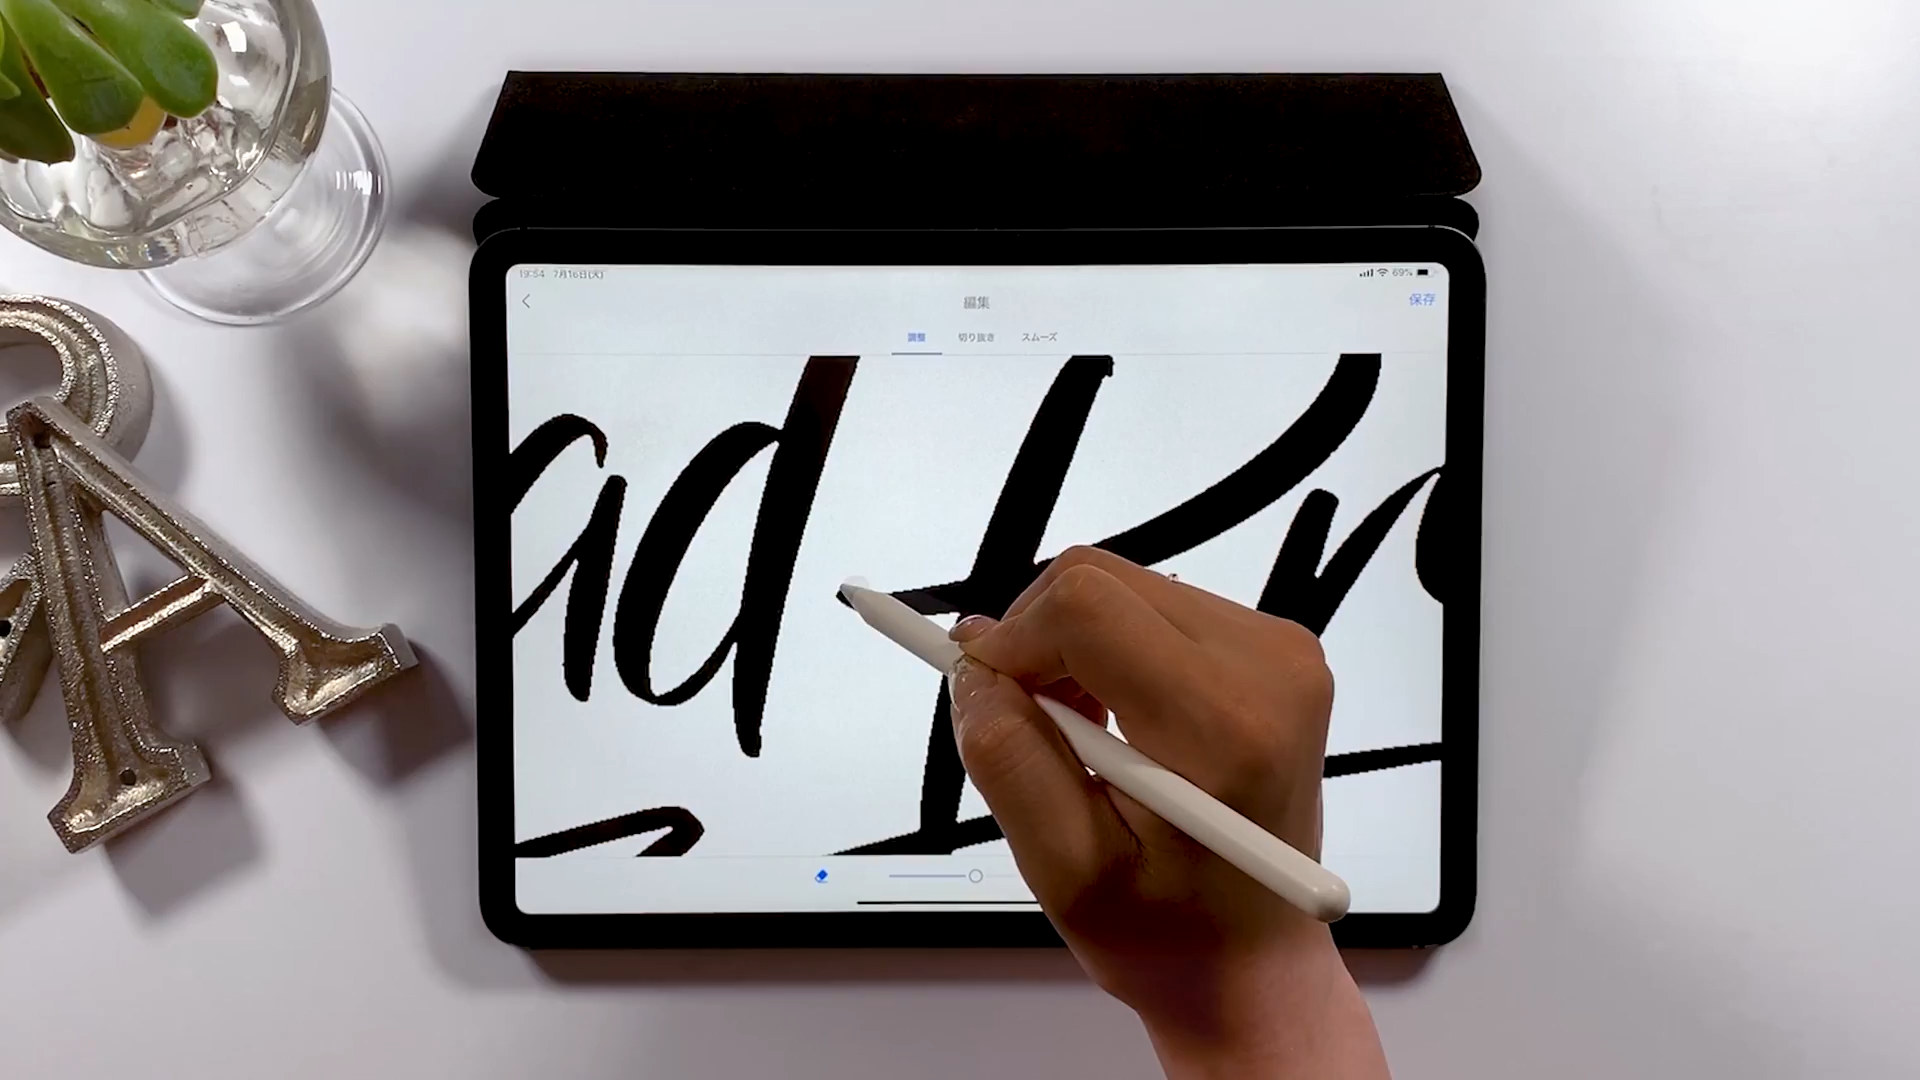 19:54 7月16日(火) 69%
編集 保存
調整 切り抜き スムーズ
ad Kn
A